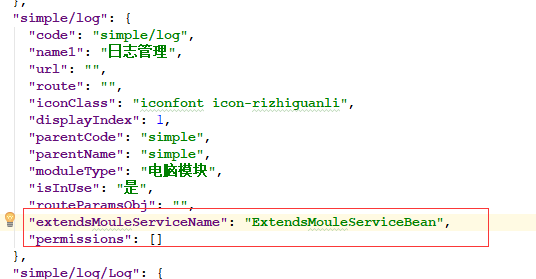 },
"simple/log": {
"code": "simple/log",
"name1": "日志管理",
"url": "",
"route": "",
"iconClass": "iconfont icon-rizhiguanli",
"displayIndex": 1,
"parentCode": "simple",
"parentName": "simple",
"moduleType": "电脑模块",
"isInUse": "是",
"routeParamsObj": "",
"extendsMouleServiceName": "ExtendsMouleServiceBean",
"permissions": []
},
"simple/log/Log": {